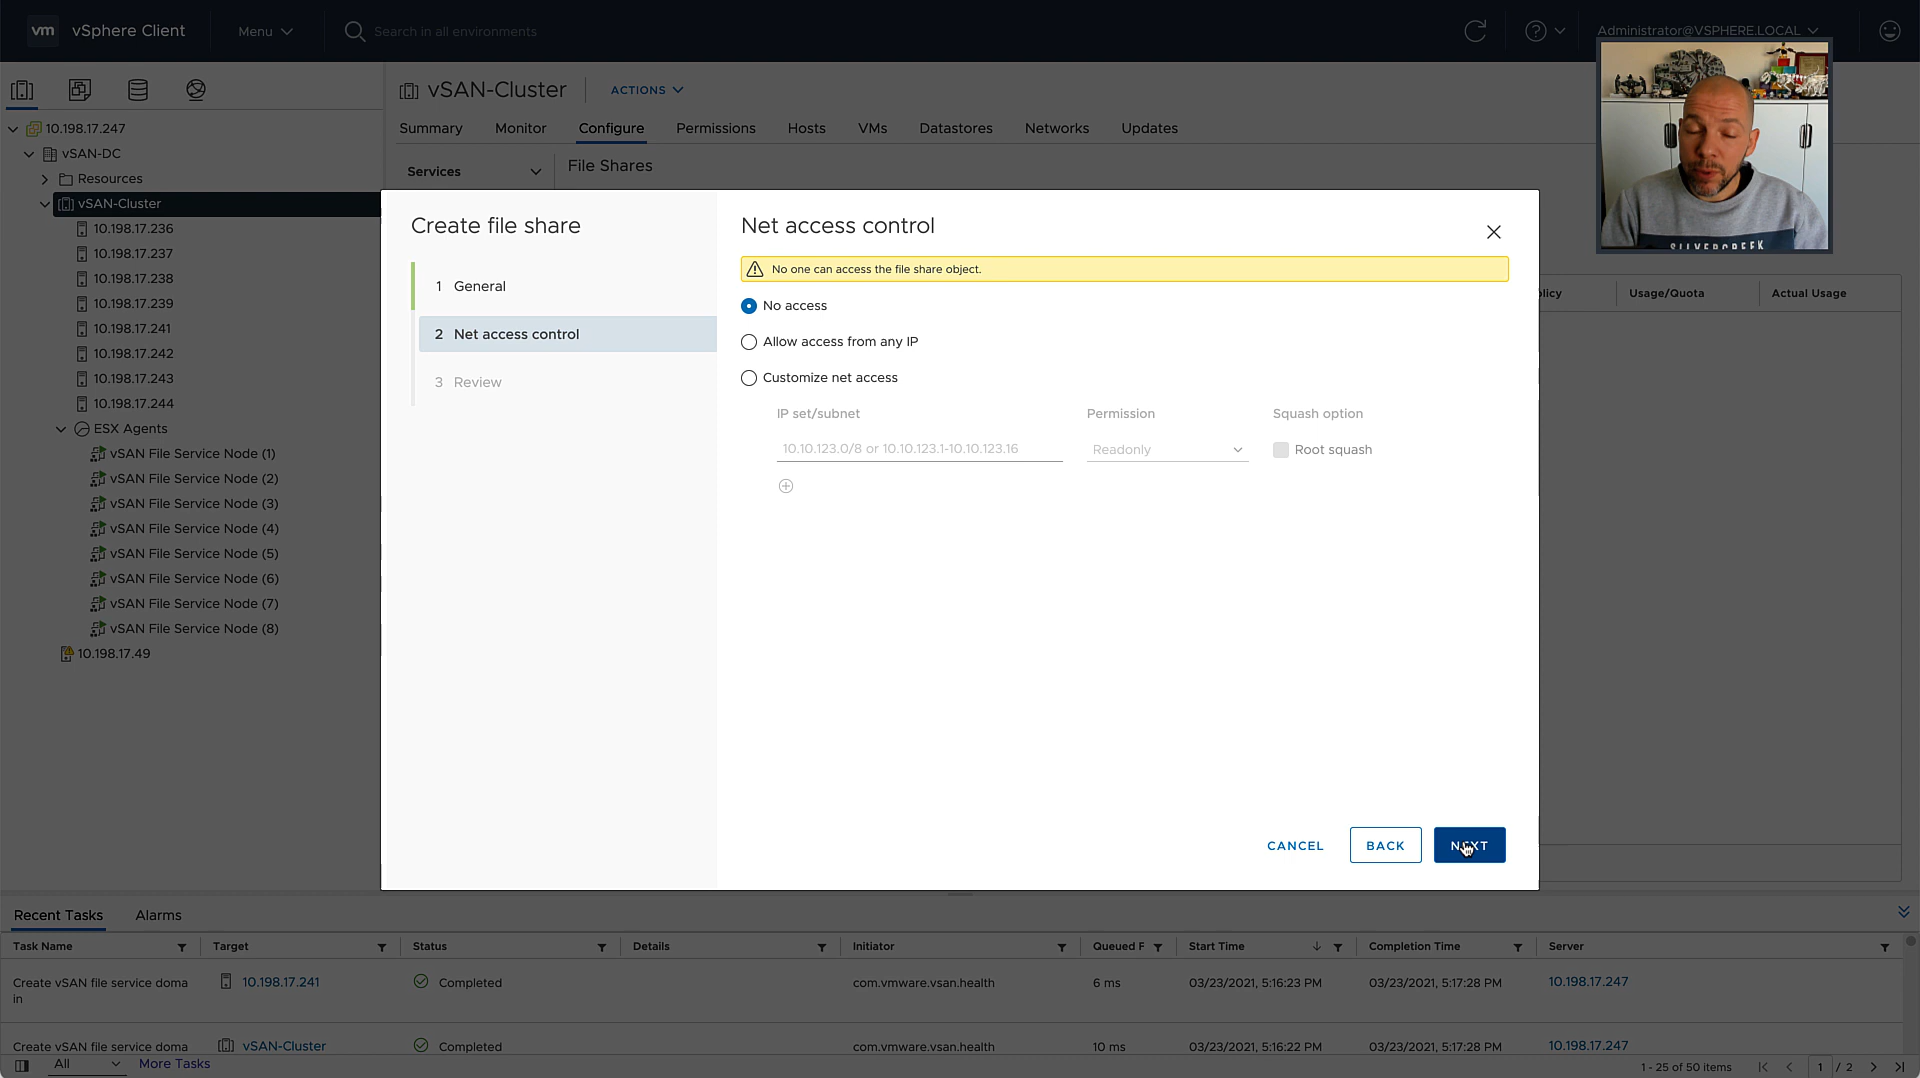 vm vSphere Client Menu Search in all environments Administrator@VSPHERE.LOCAL
vSAN-Cluster ACTIONS
Summary Monitor Configure Permissions Hosts VMs Datastores Networks Updates
Services File Shares
10.198.17.247
vSAN-DC
Resources
vSAN-Cluster
10.198.17.236
10.198.17.237
10.198.17.238
10.198.17.239
10.198.17.241
10.198.17.242
10.198.17.243
10.198.17.244
ESX Agents
vSAN File Service Node (1)
vSAN File Service Node (2)
vSAN File Service Node (3)
vSAN File Service Node (4)
vSAN File Service Node (5)
vSAN File Service Node (6)
vSAN File Service Node (7)
vSAN File Service Node (8)
10.198.17.49
Create file share
1 General
2 Net access control
3 Review
Net access control
No one can access the file share object.
No access
Allow access from any IP
Customize net access
IP set/subnet Permission Squash option
10.10.123.0/8 or 10.10.123.1-10.10.123.16 Readonly Root squash
CANCEL BACK NEXT
licy Usage/Quota Actual Usage
Recent Tasks Alarms
Task Name Target Status Details Initiator Queued F Start Time Completion Time Server
Create vSAN file service doma 10.198.17.241 Completed com.vmware.vsan.health 6 ms 03/23/2021, 5:16:23 PM 03/23/2021, 5:17:28 PM 10.198.17.247
in
Create vSAN file service doma vSAN-Cluster Completed com.vmware.vsan.health 10 ms 03/23/2021, 5:16:22 PM 03/23/2021, 5:17:28 PM 10.198.17.247
All More Tasks 1 - 25 of 50 items 1 / 2